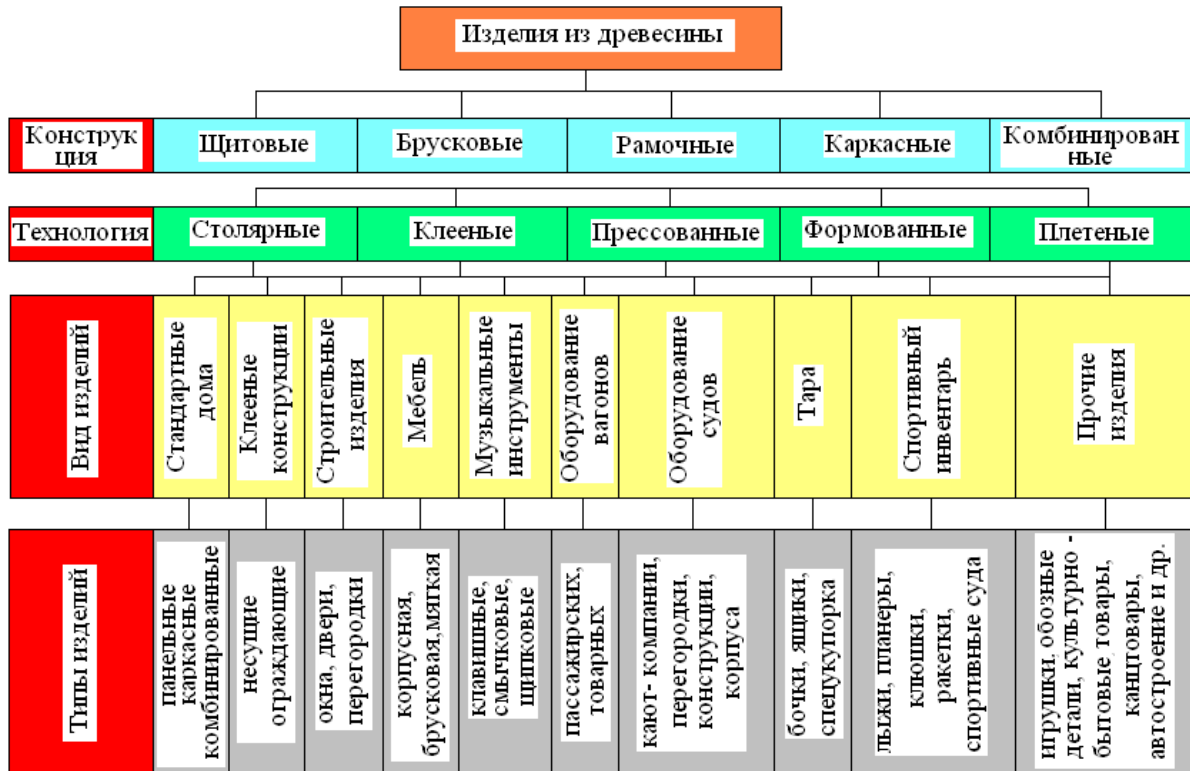 Изделия из древесины
Конструк
ция
Щитовые
Брусковые
Рамочные
Каркасные
Комбинирован
ные
Технология
Столярные
Клееные
Прессованные
Формованные
Плетеные
Вид изделий
Стандартные
дома
Клееные
конструкции
Строительные
изделия
Мебель
Музыкальные
инструменты
Оборудование
вагонов
Оборудование
судов
Тара
Спортивный
инвентарь
Прочие
изделия
Типы изделий
панельные
каркасные
комбинированные
несущие
ограждающие
окна, двери,
перегородки
корпусная,
брусковая,мягкая
клавишные,
смычковые,
щипковые
пассажирских,
товарных
кают- компании,
перегородки,
конструкции,
корпуса
бочки, ящики,
спецукупорка
лыжи, планеры,
клюшки,
ракетки,
спортивные суда
игрушки, обозные
детали, культурно -
бытовые товары,
канцтовары,
автостроение и др.